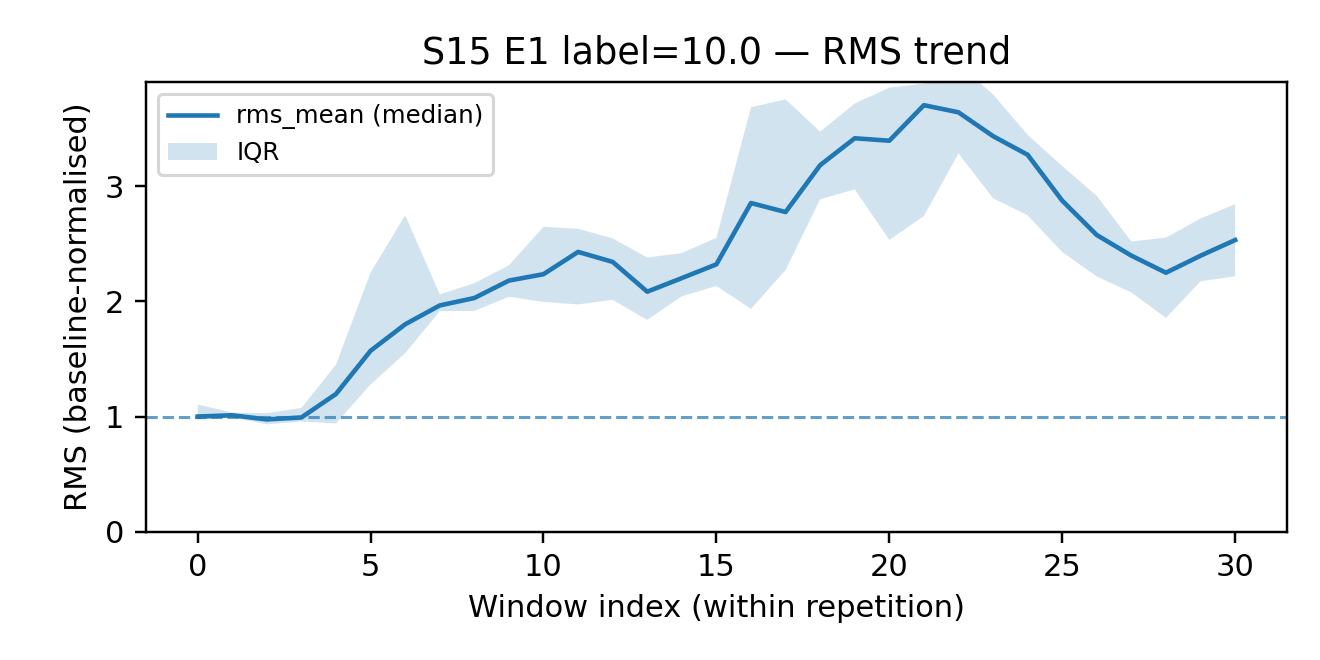 S15 E1 label=10.0 — RMS trend
rms_mean (median)
IQR
RMS (baseline-normalised)
3
2
1
0
0 5 10 15 20 25 30
Window index (within repetition)